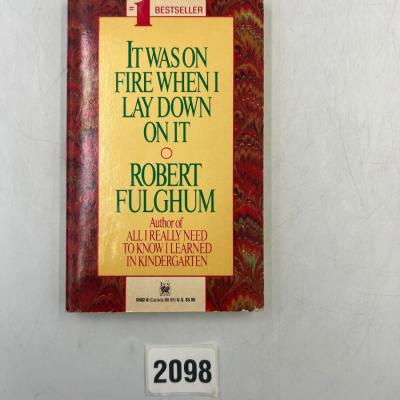 #1 BESTSELLER
IT WAS ON
FIRE WHEN I
LAY DOWN
ON IT
ROBERT
FULGHUM
Author of
ALL I REALLY NEED
TO KNOW I LEARNED
IN KINDERGARTEN
2098